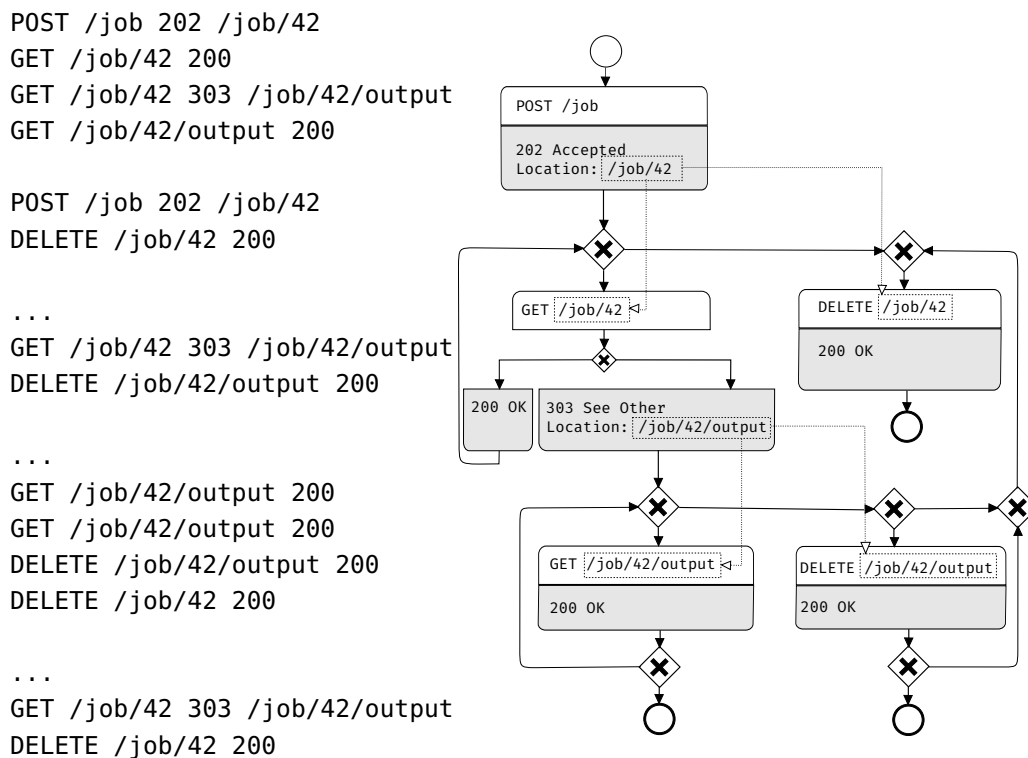 POST /job 202 /job/42
GET /job/42 200
GET /job/42 303 /job/42/output
GET /job/42/output 200
POST /job 202 /job/42
DELETE /job/42 200
...
GET /job/42 303 /job/42/output
DELETE /job/42/output 200
...
GET /job/42/output 200
GET /job/42/output 200
DELETE /job/42/output 200
DELETE /job/42 200
...
GET /job/42 303 /job/42/output
DELETE /job/42 200
POST /job
202 Accepted
Location: /job/42
GET /job/42
DELETE /job/42
200 OK
200 OK
303 See Other
Location: /job/42/output
GET /job/42/output
200 OK
DELETE /job/42/output
200 OK